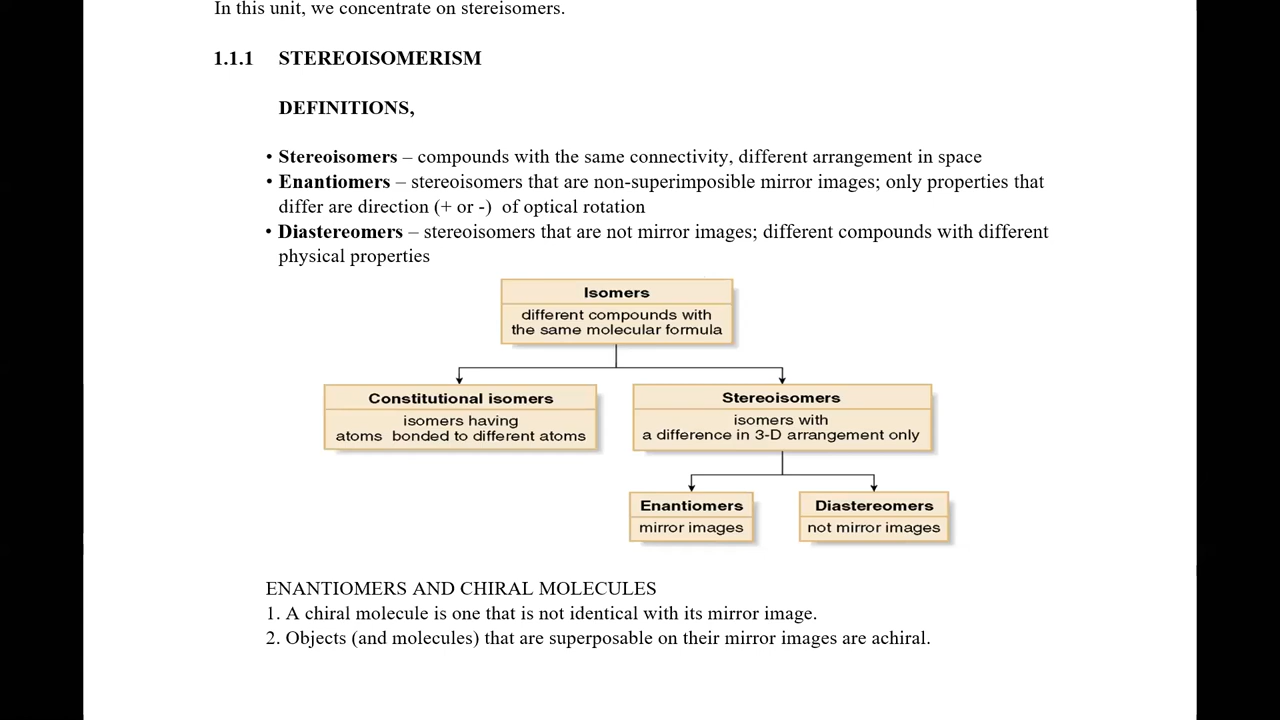 In this unit, we concentrate on stereisomers.
1.1.1 STEREOISOMERISM
DEFINITIONS,
• Stereoisomers – compounds with the same connectivity, different arrangement in space
• Enantiomers – stereoisomers that are non-superimposible mirror images; only properties that
differ are direction (+ or -) of optical rotation
• Diastereomers – stereoisomers that are not mirror images; different compounds with different
physical properties
Isomers
different compounds with
the same molecular formula
Constitutional isomers
isomers having
atoms bonded to different atoms
Stereoisomers
isomers with
a difference in 3-D arrangement only
Enantiomers
mirror images
Diastereomers
not mirror images
ENANTIOMERS AND CHIRAL MOLECULES
1. A chiral molecule is one that is not identical with its mirror image.
2. Objects (and molecules) that are superposable on their mirror images are achiral.